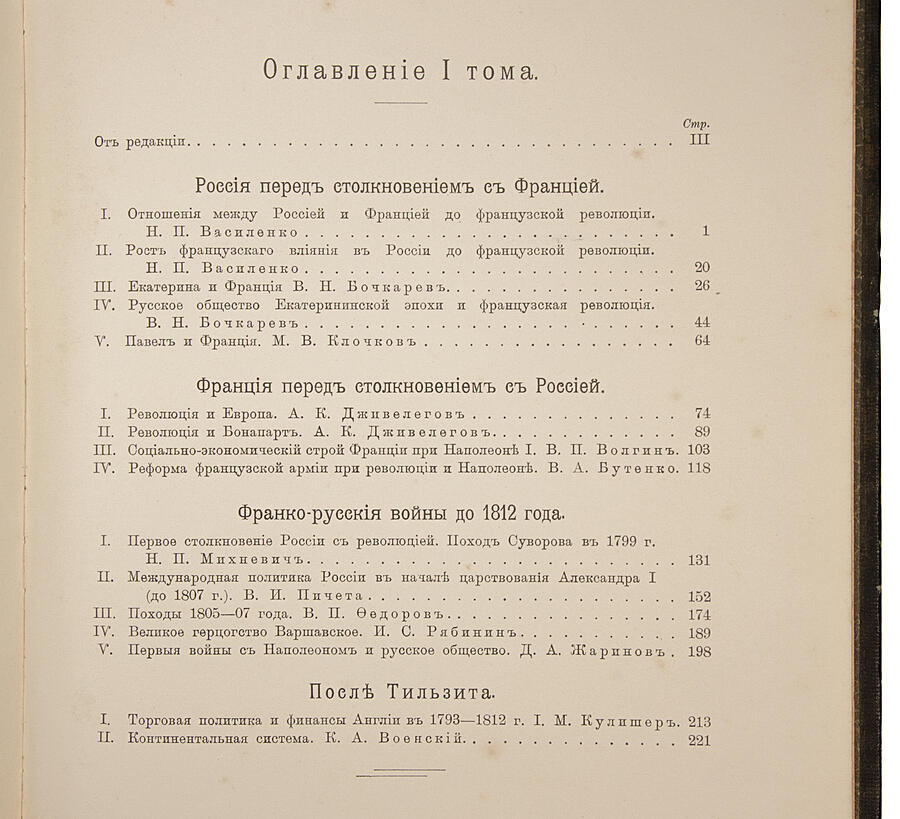 Оглавленіе I тома.
Стр.
Отъ редакціи. . . . . . . . . . . . . . . . . . . . . . . . . . . . . . . . III
Россія передъ столкновеніемъ съ Франціей.
I. Отношенія между Россіей и Франціей до французской революціи.
Н. П. Василенко . . . . . . . . . . . . . . . . . . . . . . . . . 1
II. Ростъ французскаго вліянія въ Россіи до французской революціи.
Н. П. Василенко . . . . . . . . . . . . . . . . . . . . . . . . . 20
III. Екатерина и Франція В. Н. Бочкаревъ. . . . . . . . . . . . . . . . 26
IV. Русское общество Екатерининской эпохи и французская революція.
В. Н. Бочкаревъ . . . . . . . . . . . . . . . . . . . . . . . . . 44
V. Павелъ и Франція. М. В. Клочковъ . . . . . . . . . . . . . . . . . 64
Франція передъ столкновеніемъ съ Россіей.
I. Революція и Европа. А. К. Дживелеговъ . . . . . . . . . . . . . . 74
II. Революція и Бонапартъ. А. К. Дживелеговъ. . . . . . . . . . . . . 89
III. Соціально-экономическій строй Франціи при Наполеонѣ I. В. П. Волгинъ. 103
IV. Реформа французской арміи при революціи и Наполеонѣ. В. А. Бутенко. 118
Франко-русскія войны до 1812 года.
I. Первое столкновеніе Россіи съ революціей. Походъ Суворова въ 1799 г.
Н. П. Михневичъ. . . . . . . . . . . . . . . . . . . . . . . . . 131
II. Международная политика Россіи въ началѣ царствованія Александра I
(до 1807 г.). В. И. Пичета . . . . . . . . . . . . . . . . . . . . . 152
III. Походы 1805—07 года. В. П. Ѳедоровъ. . . . . . . . . . . . . . . . 174
IV. Великое герцогство Варшавское. И. С. Рябининъ. . . . . . . . . . . 189
V. Первыя войны съ Наполеономъ и русское общество. Д. А. Жариновъ . 198
Послѣ Тильзита.
I. Торговая политика и финансы Англіи въ 1793—1812 г. І. М. Кулишеръ. 213
II. Континентальная система. К. А. Военскій. . . . . . . . . . . . . . . 221